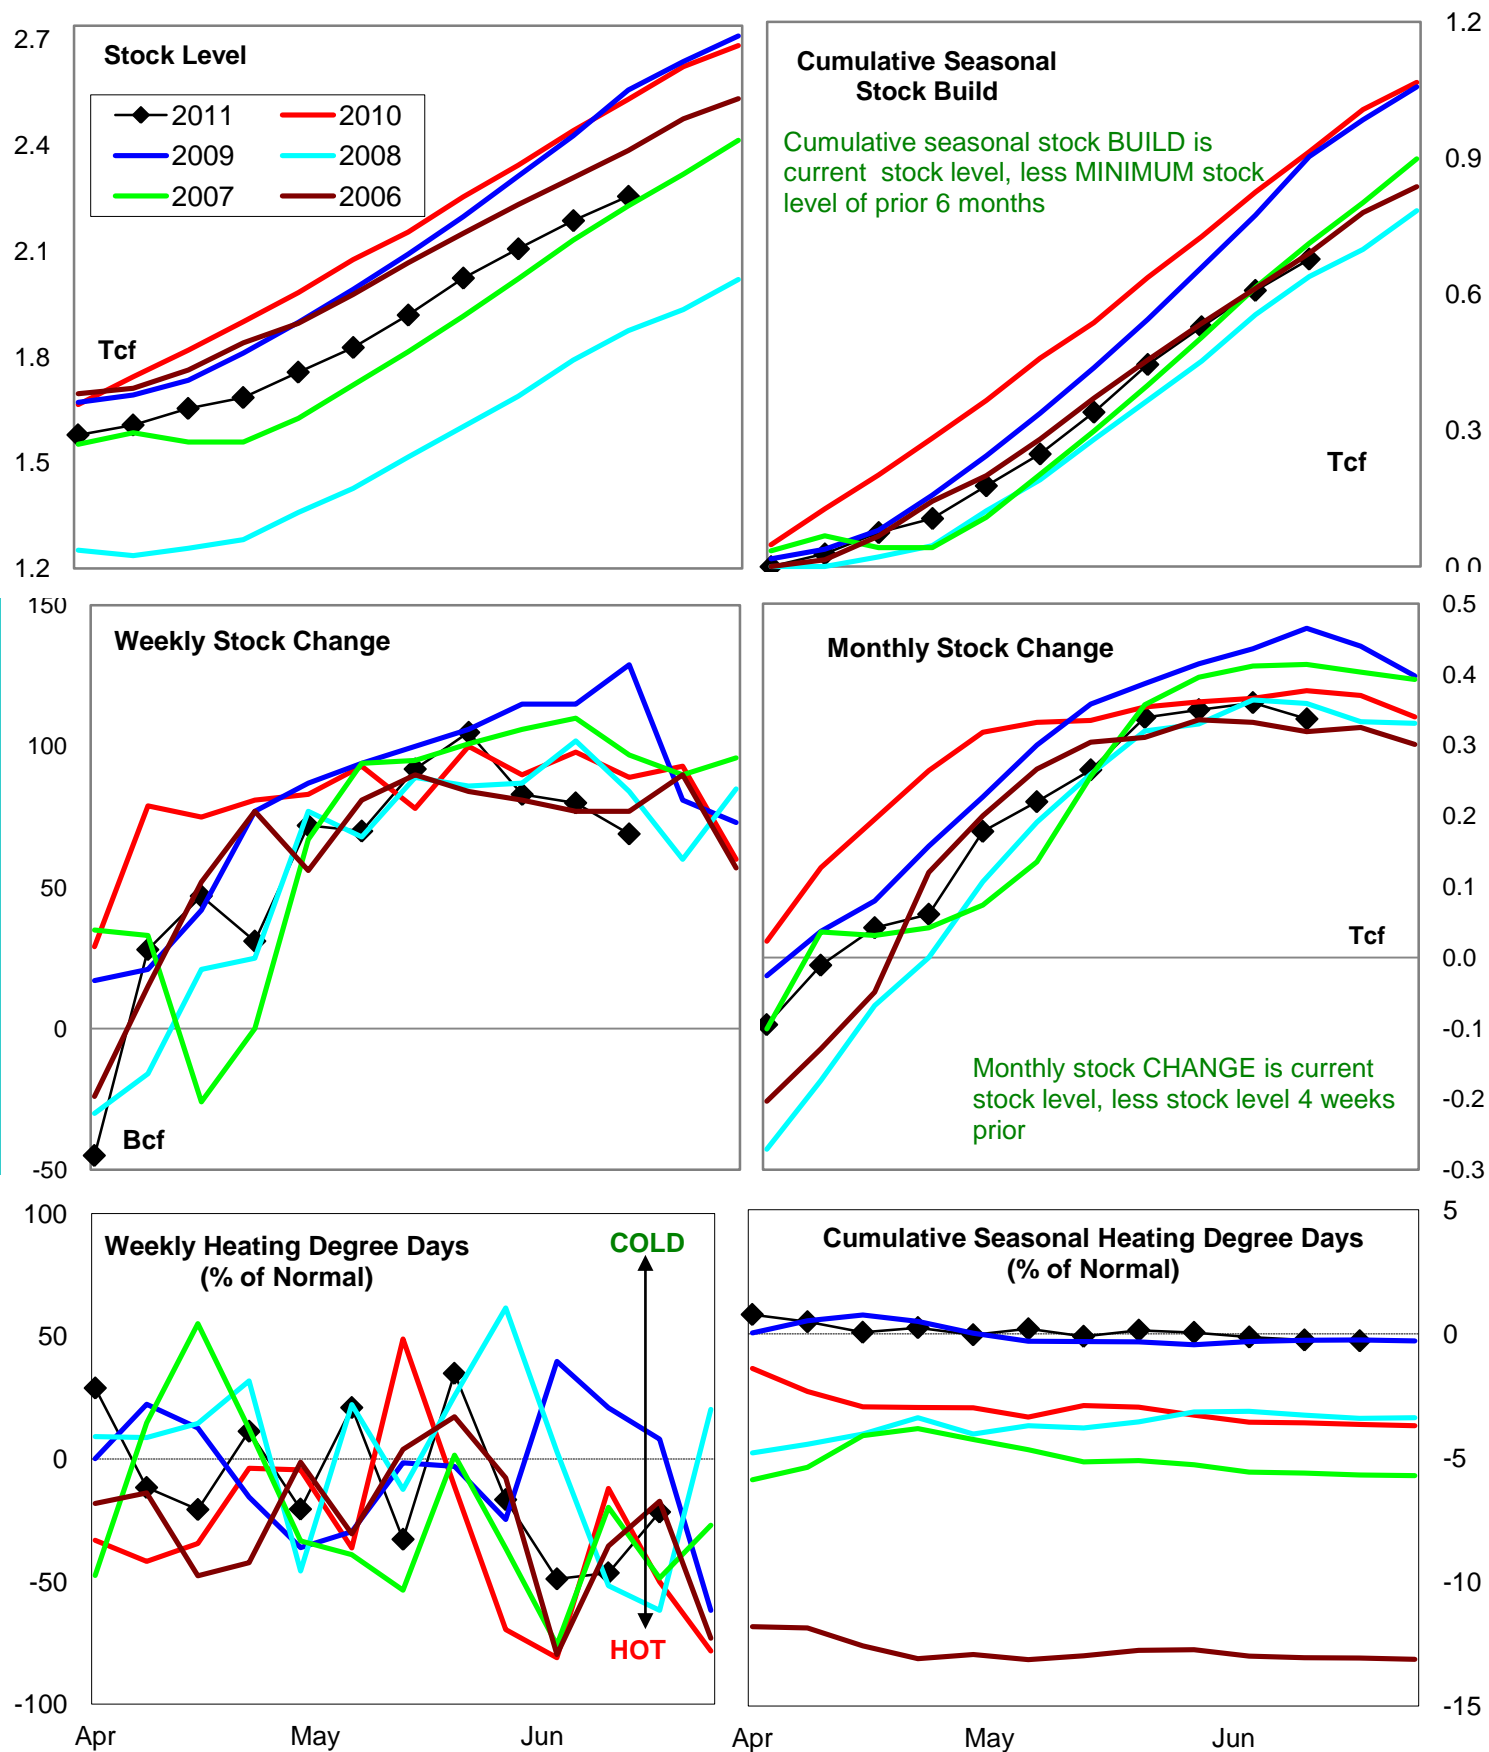 Stock Level
2011
2010
2009
2008
2007
2006
Tcf
2.7
2.4
2.1
1.8
1.5
1.2
Cumulative Seasonal
Stock Build
Cumulative seasonal stock BUILD is
current stock level, less MINIMUM stock
level of prior 6 months
Tcf
1.2
0.9
0.6
0.3
0.0
Weekly Stock Change
Bcf
150
100
50
0
-50
Monthly Stock Change
Tcf
Monthly stock CHANGE is current
stock level, less stock level 4 weeks
prior
0.5
0.4
0.3
0.2
0.1
0.0
-0.1
-0.2
-0.3
Weekly Heating Degree Days
(% of Normal)
COLD
HOT
100
50
0
-50
-100
Apr
May
Jun
Cumulative Seasonal Heating Degree Days
(% of Normal)
5
0
-5
-10
-15
Apr
May
Jun